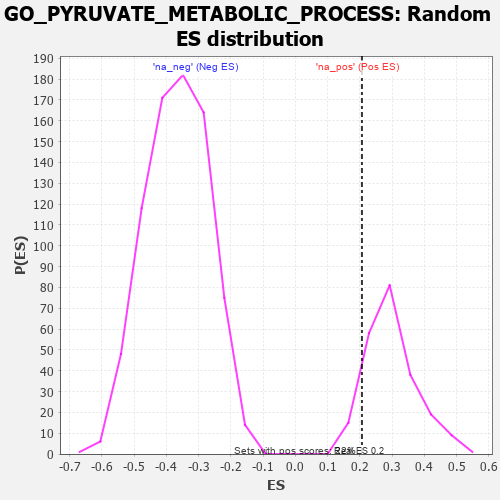 GO_PYRUVATE_METABOLIC_PROCESS: Random
ES distribution
'na_neg' (Neg ES)
'na_pos' (Pos ES)
P(ES)
190
180
170
160
150
140
130
120
110
100
90
80
70
60
50
40
30
20
10
0
Sets with pos scores: 22%
Real ES 0.2
-0.7 -0.6 -0.5 -0.4 -0.3 -0.2 -0.1 0.0 0.1 0.2 0.3 0.4 0.5 0.6
ES